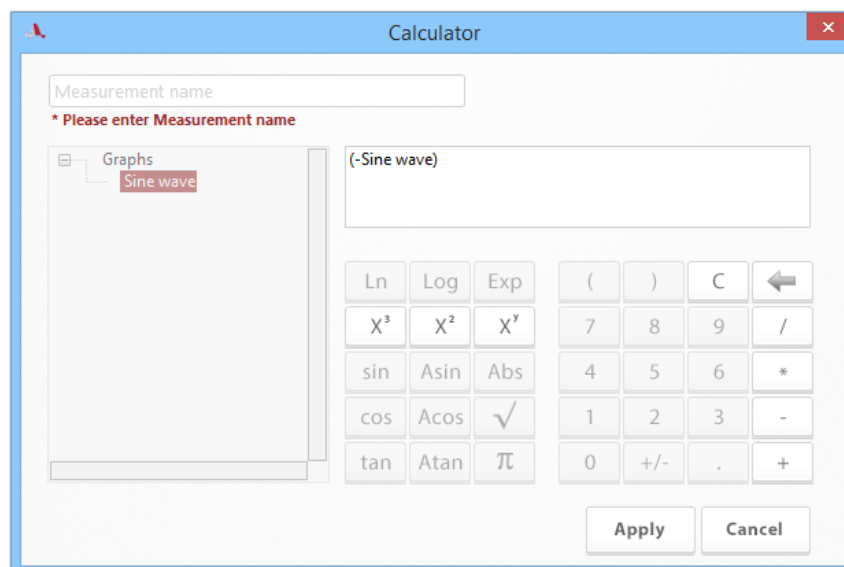 Calculator
Measurement name
* Please enter Measurement name
Graphs
Sine wave
(-Sine wave)
Ln Log Exp ( ) C
X³ X² Xʸ 7 8 9 /
sin Asin Abs 4 5 6 *
cos Acos √ 1 2 3 -
tan Atan π 0 +/- . +
Apply Cancel